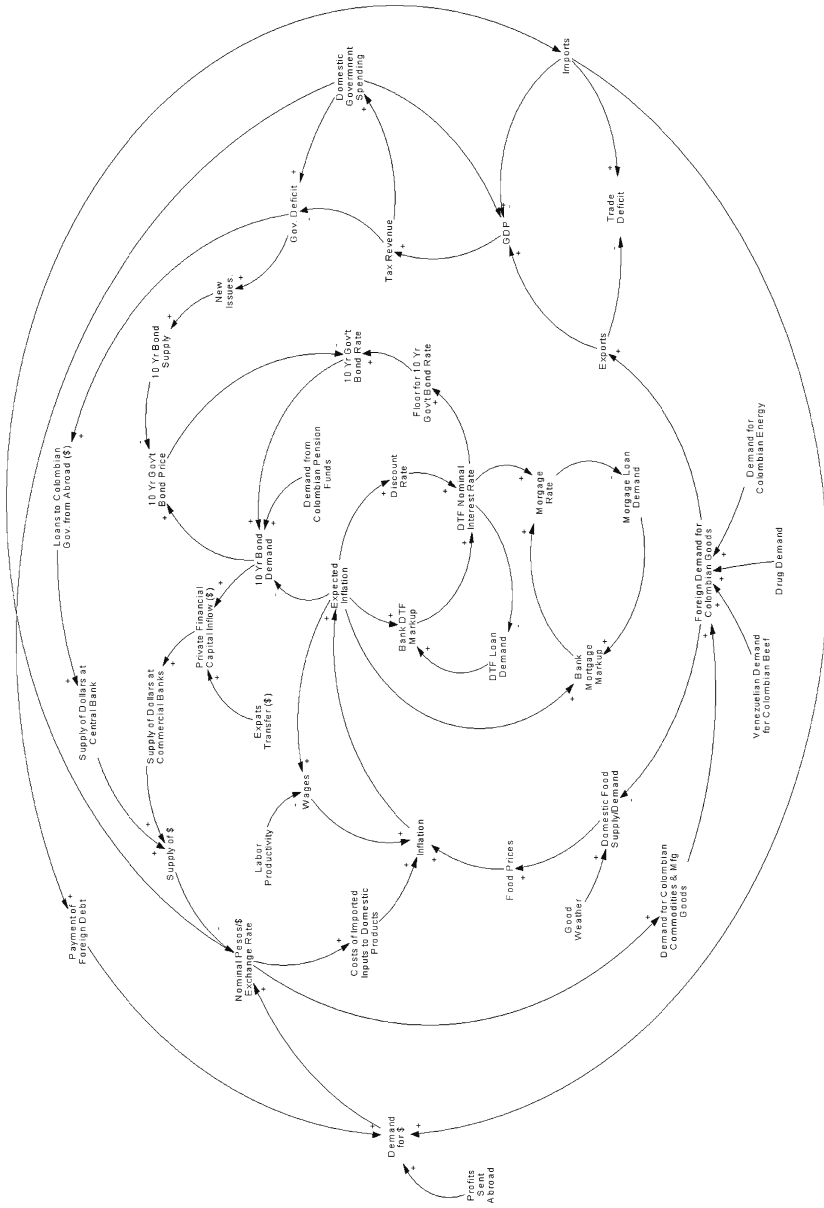 Imports
Domestic
Government
Spending
Gov. Deficit
Tax Revenue
GDP
Trade
Deficit
New
Issues
10 Yr Bond
Supply
10 Yr Gov't
Bond Rate
Floor for 10 Yr
Gov't Bond Rate
Exports
Loans to Colombian
Gov. from Abroad ($)
10 Yr Gov't
Bond Price
Demand from
Colombian Pension
Funds
Discount
Rate
DTF Nominal
Interest Rate
Morgage
Rate
Morgage Loan
Demand
Demand for
Colombian Energy
10 Yr Bond
Demand
Expected
Inflation
Private Financial
Capital Inflow ($)
Bank DTF
Markup
DTF Loan
Demand
Bank
Mortgage
Markup
Foreign Demand for
Colombian Goods
Drug Demand
Venezuelian Demand
for Colombian Beef
Supply of Dollars at
Central Bank
Supply of Dollars at
Commercial Banks
Expats
Transfer ($)
Wages
Labor
Productivity
Supply of $
Inflation
Food Prices
Domestic Food
Supply/Demand
Good
Weather
Payment of
Foreign Debt
Nominal Pesos/$
Exchange Rate
Costs of Imported
Inputs to Domestic
Products
Demand for Colombian
Commodities & Mfg
Goods
Demand
for $
Profits
Sent
Abroad